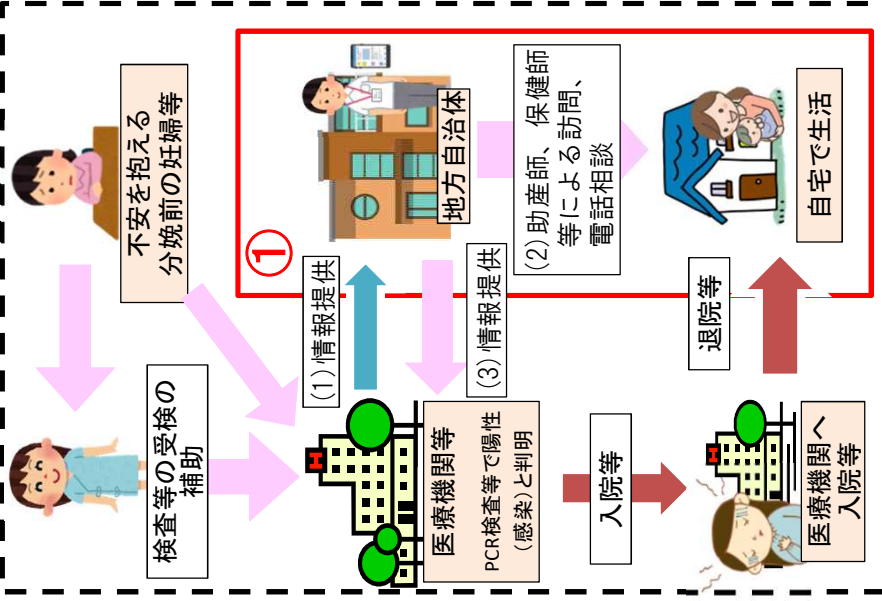 不安を抱える
分娩前の妊婦等
検査等の受検の
補助
①
地方自治体
(1)情報提供
(3)情報提供
(2)助産師、保健師
等による訪問、
電話相談
医療機関等
PCR検査等で陽性
(感染)と判明
H
入院等
H
医療機関へ
入院等
退院等
自宅で生活